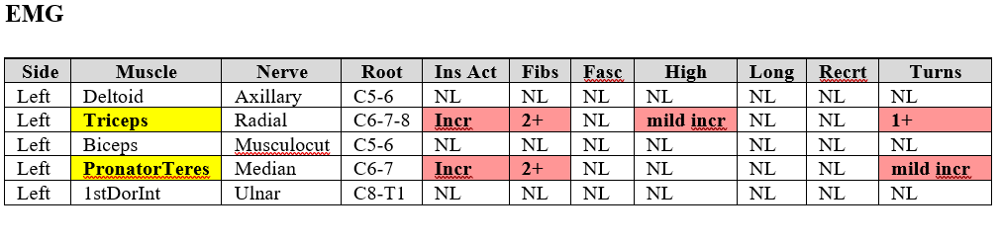 EMG
Side Muscle Nerve Root Ins Act Fibs Fasc High Long Recrt Turns
Left Deltoid Axillary C5-6 NL NL NL NL NL NL NL
Left Triceps Radial C6-7-8 Incr 2+ NL mild incr NL NL 1+
Left Biceps Musculocut C5-6 NL NL NL NL NL NL NL
Left PronatorTeres Median C6-7 Incr 2+ NL NL NL NL mild incr
Left 1stDorInt Ulnar C8-T1 NL NL NL NL NL NL NL